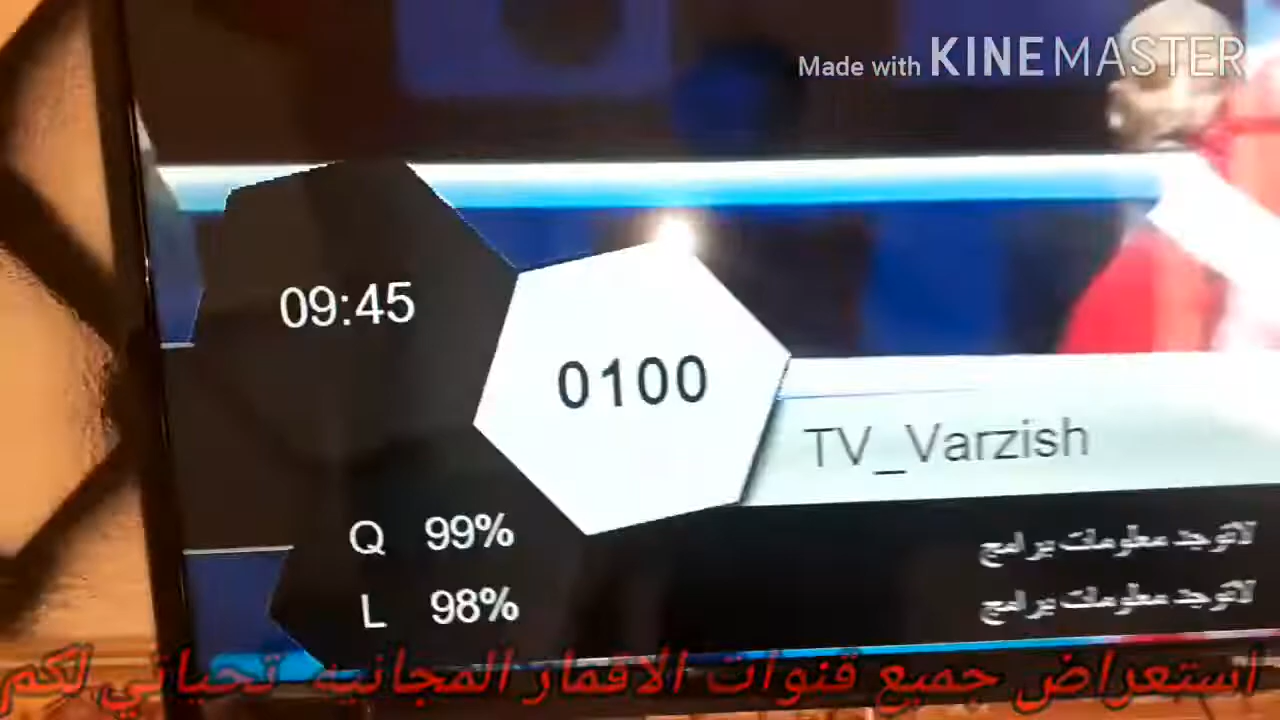 Made with KINEMASTER
09:45
0100
TV_Varzish
Q 99%
L 98%
لاتوجد معلومات برامج
لاتوجد معلومات برامج
استعراض جميع قنوات الاقمار المجانيه تحياتي لكم